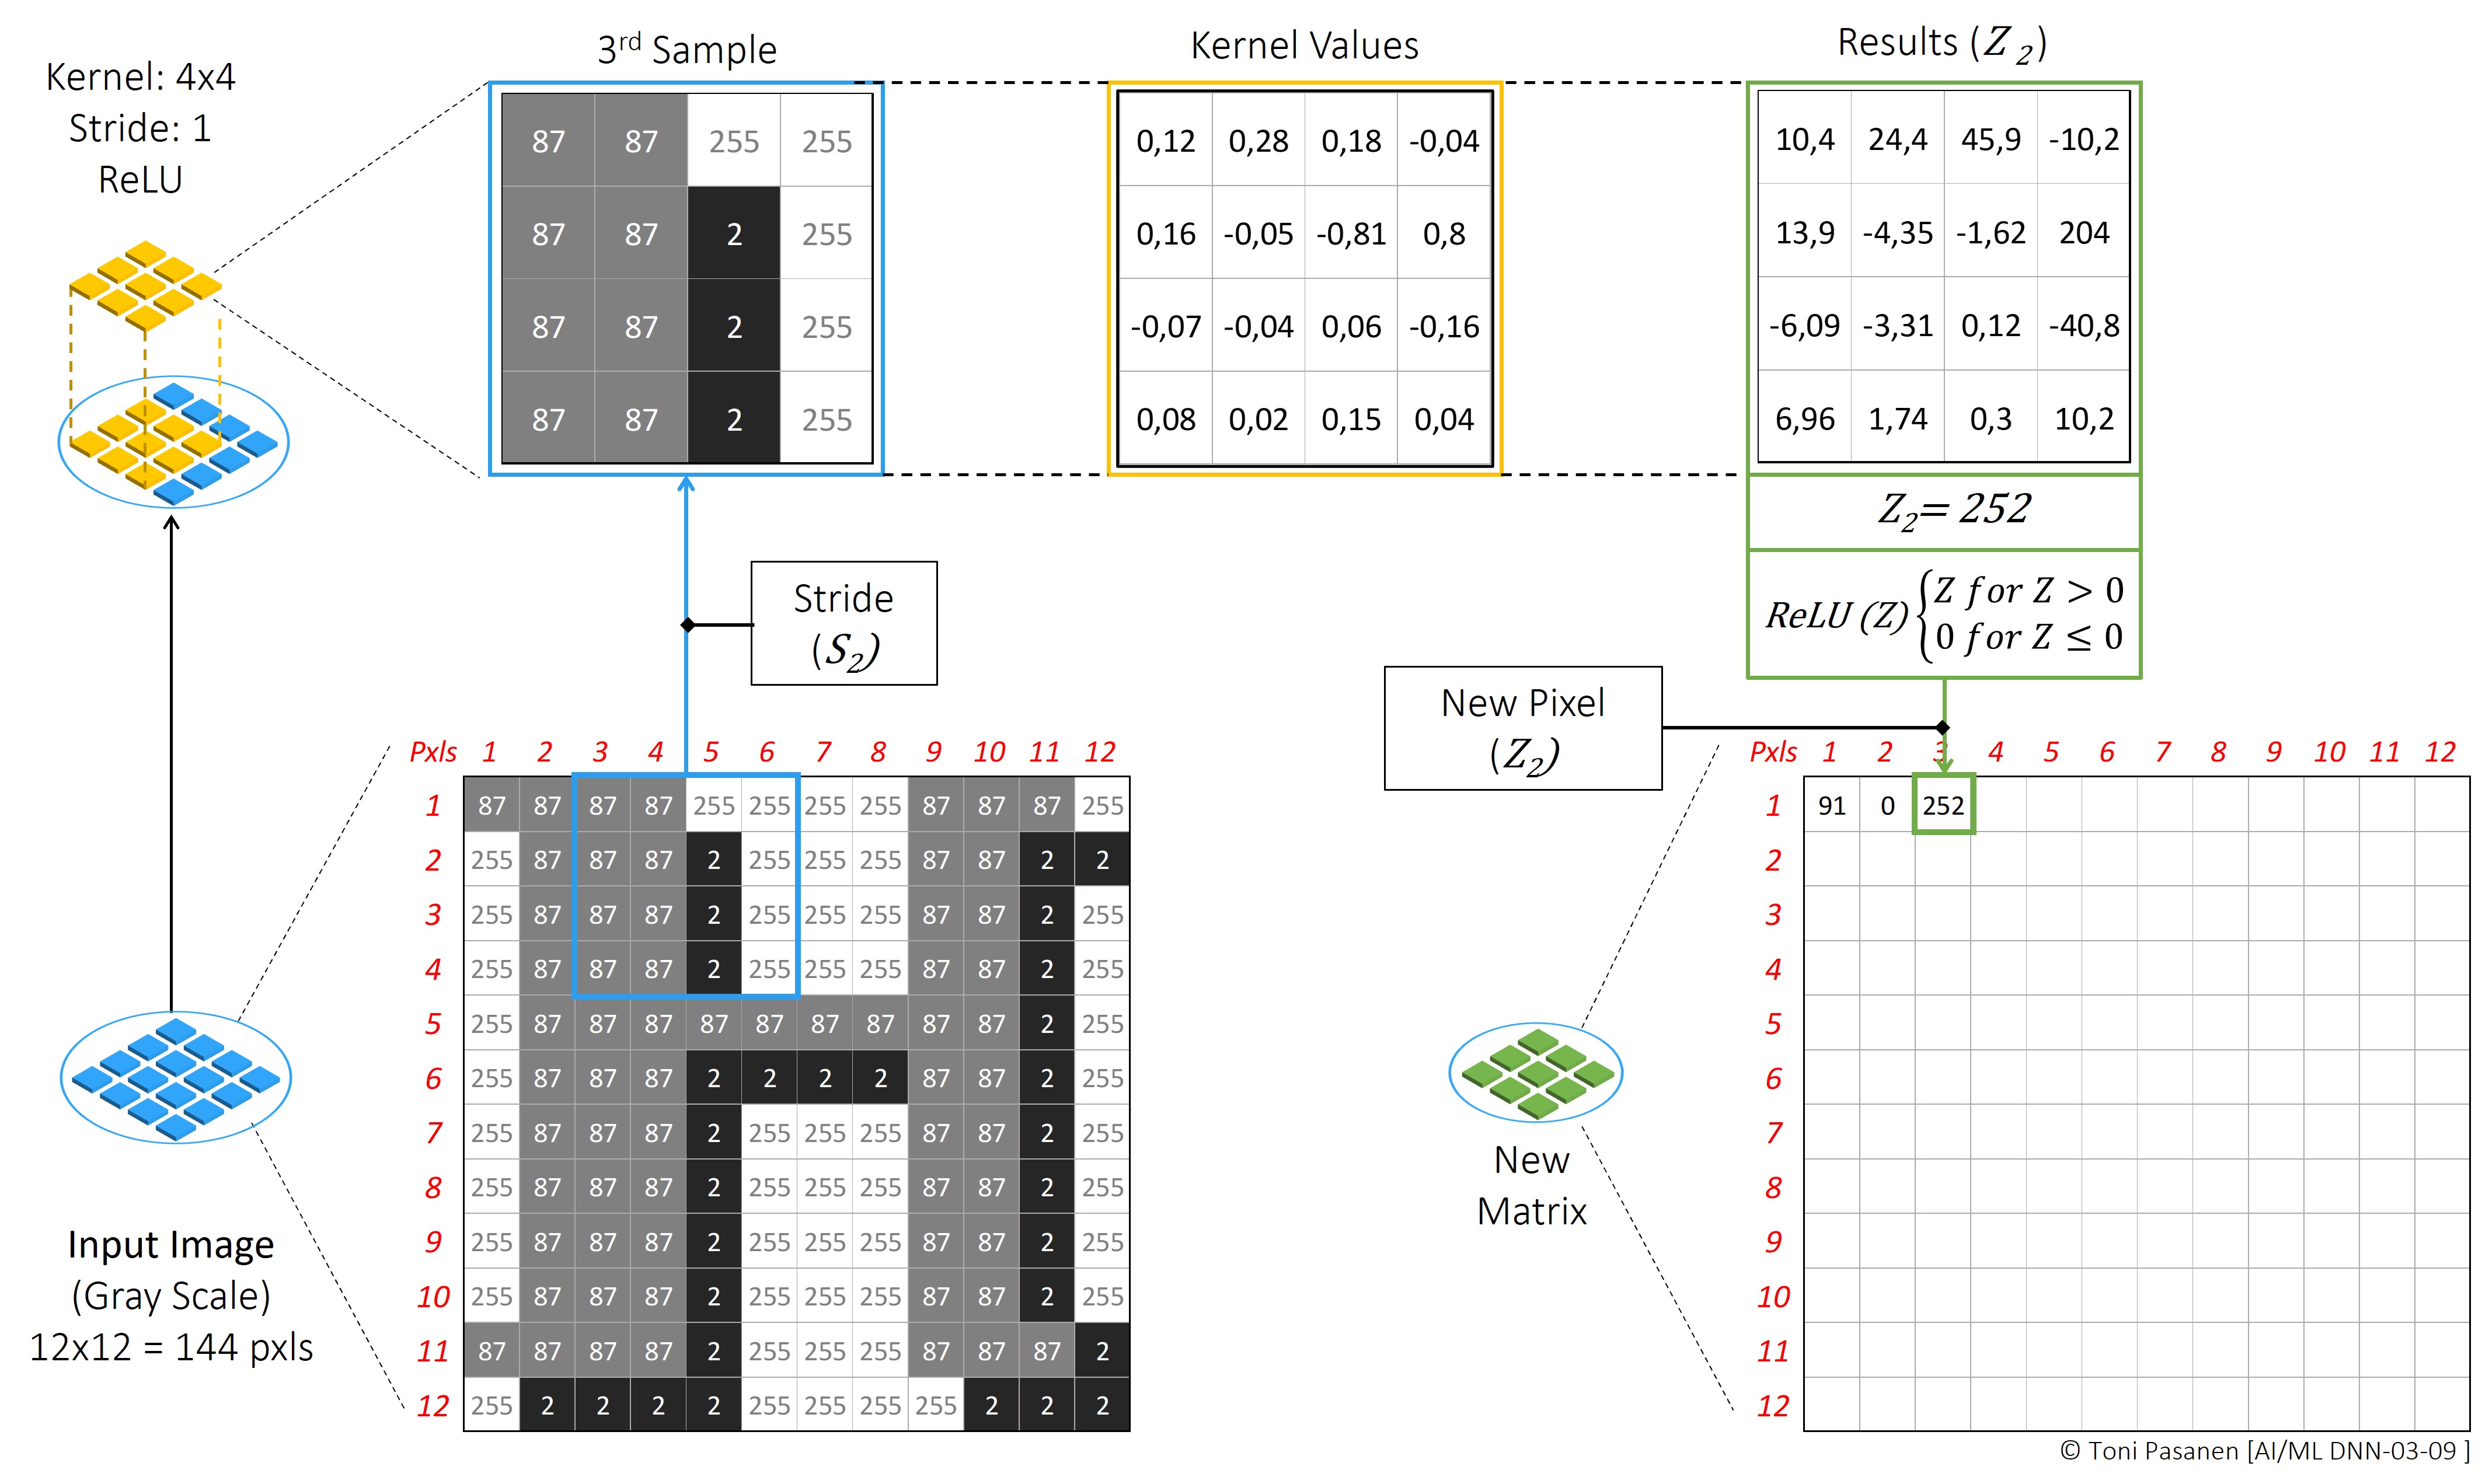 Kernel: 4x4
Stride: 1
ReLU
3rd Sample
87 87 255 255
87 87 2 255
87 87 2 255
87 87 2 255
Kernel Values
0,12 0,28 0,18 -0,04
0,16 -0,05 -0,81 0,8
-0,07 -0,04 0,06 -0,16
0,08 0,02 0,15 0,04
Results (Z 2)
10,4 24,4 45,9 -10,2
13,9 -4,35 -1,62 204
-6,09 -3,31 0,12 -40,8
6,96 1,74 0,3 10,2
Z2= 252
ReLU (Z) {Z for Z > 0
0 for Z ≤ 0
Stride
(S2)
New Pixel
(Z2)
Input Image
(Gray Scale)
12x12 = 144 pxls
Pxls 1 2 3 4 5 6 7 8 9 10 11 12
1 87 87 87 87 255 255 255 255 87 87 87 255
2 255 87 87 87 2 255 255 255 87 87 2 2
3 255 87 87 87 2 255 255 255 87 87 2 255
4 255 87 87 87 2 255 255 255 87 87 2 255
5 255 87 87 87 87 87 87 87 87 87 2 255
6 255 87 87 87 2 2 2 2 87 87 2 255
7 255 87 87 87 2 255 255 255 87 87 2 255
8 255 87 87 87 2 255 255 255 87 87 2 255
9 255 87 87 87 2 255 255 255 87 87 2 255
10 255 87 87 87 2 255 255 255 87 87 2 255
11 87 87 87 87 2 255 255 255 87 87 87 2
12 255 2 2 2 2 255 255 255 255 2 2 2
New
Matrix
Pxls 1 2 3 4 5 6 7 8 9 10 11 12
1 91 0 252
2
3
4
5
6
7
8
9
10
11
12
© Toni Pasanen [AI/ML DNN-03-09 ]